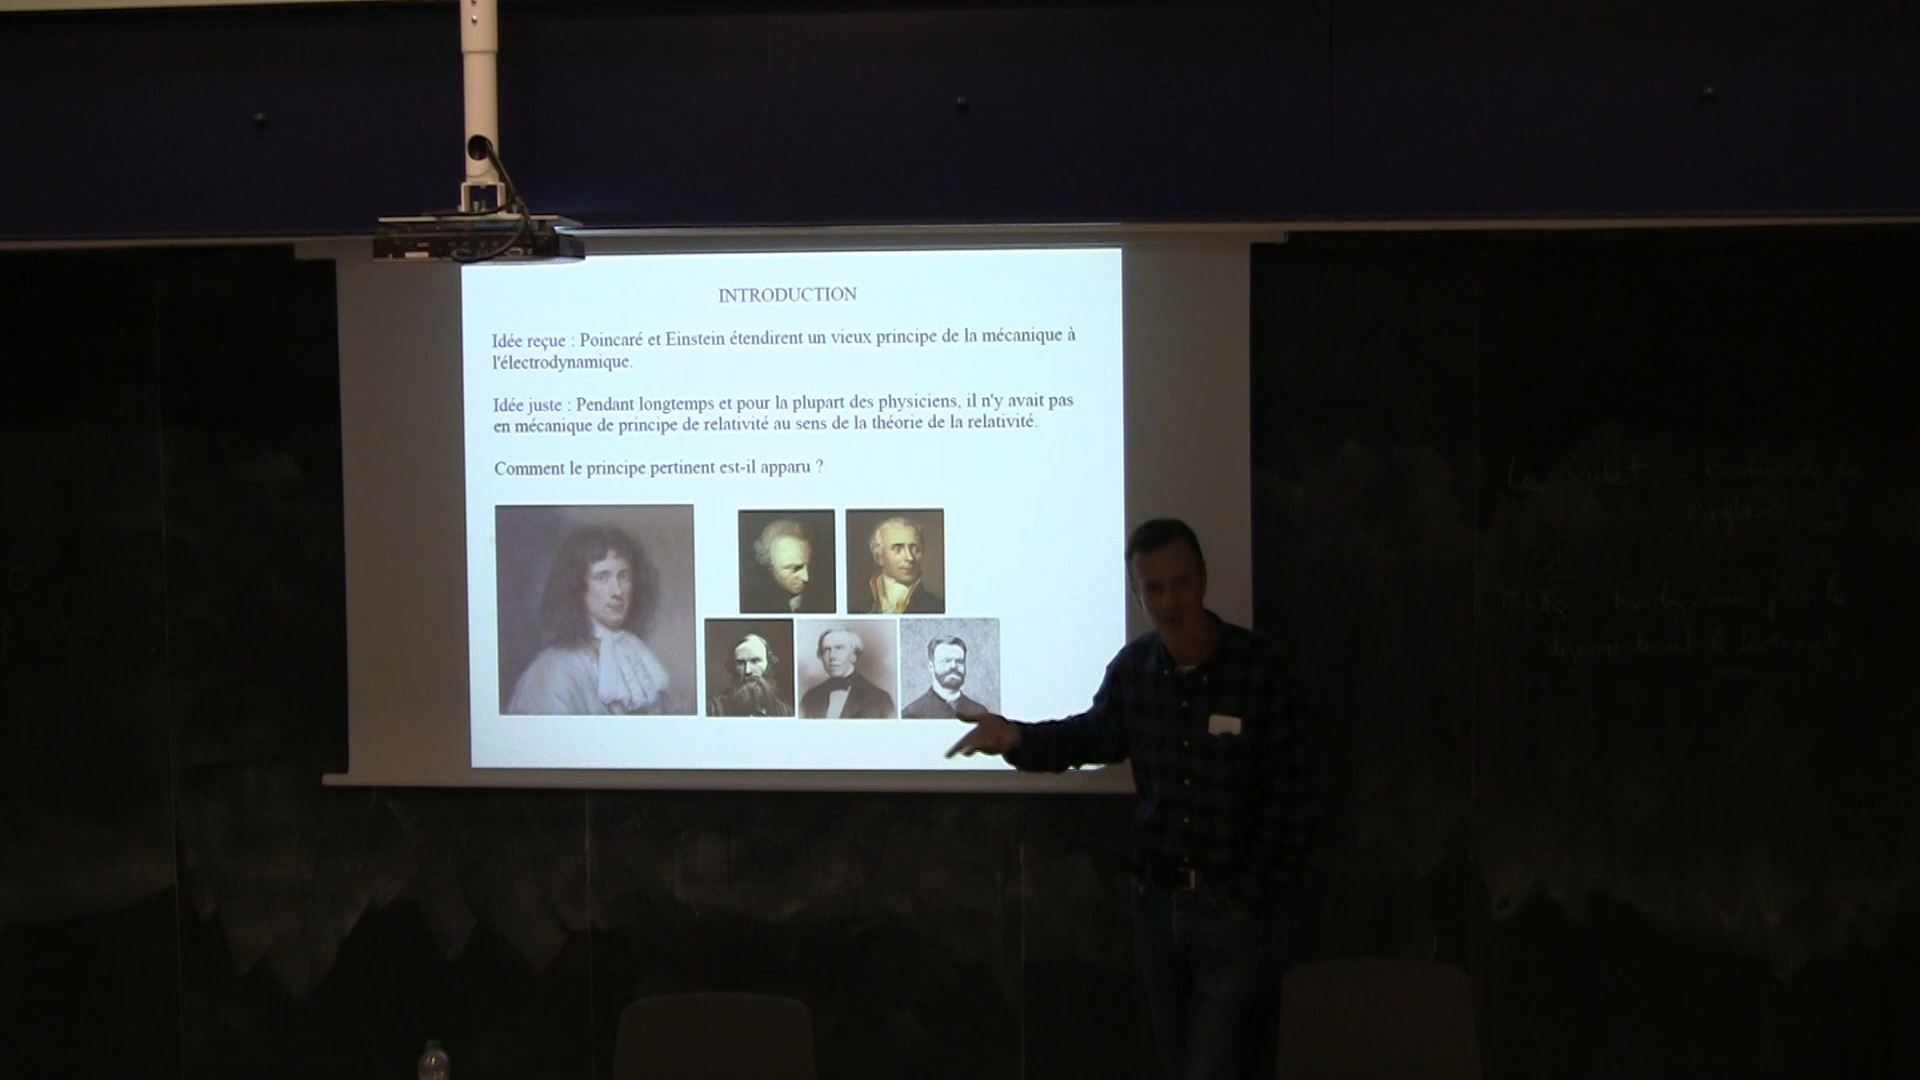 INTRODUCTION
Idée reçue : Poincaré et Einstein étendirent un vieux principe de la mécanique à
l'électrodynamique.
Idée juste : Pendant longtemps et pour la plupart des physiciens, il n'y avait pas
en mécanique de principe de relativité au sens de la théorie de la relativité.
Comment le principe pertinent est-il apparu ?
Le